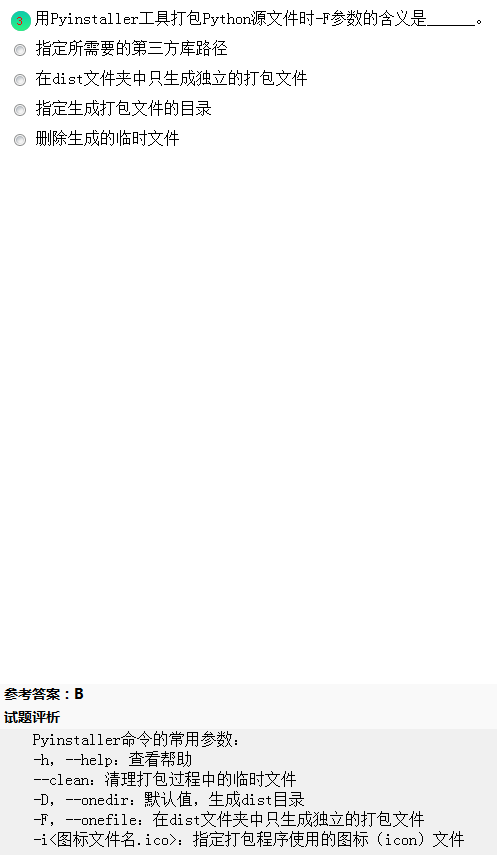 3 用Pyinstaller工具打包Python源文件时-F参数的含义是______。
指定所需要的第三方库路径
在dist文件夹中只生成独立的打包文件
指定生成打包文件的目录
删除生成的临时文件
参考答案：B
试题评析
Pyinstaller命令的常用参数：
-h，--help：查看帮助
--clean：清理打包过程中的临时文件
-D，--onedir：默认值，生成dist目录
-F，--onefile：在dist文件夹中只生成独立的打包文件
-i<图标文件名.ico>：指定打包程序使用的图标（icon）文件